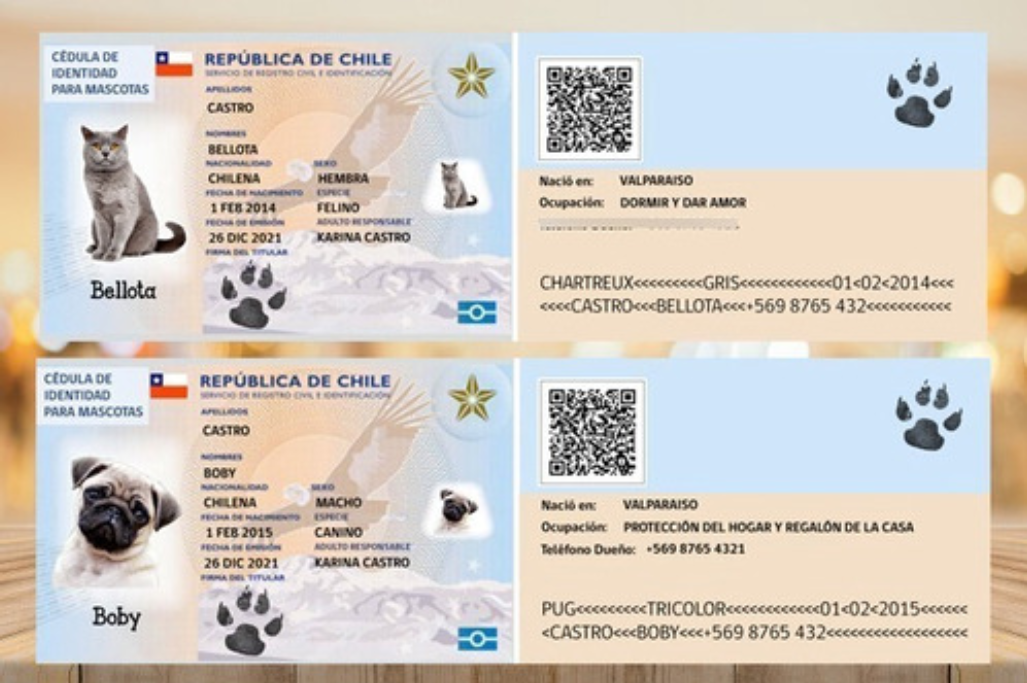 CÉDULA DE
IDENTIDAD
PARA MASCOTAS
REPÚBLICA DE CHILE
SERVICIO DE REGISTRO CIVIL E IDENTIFICACIÓN
APELLIDOS
CASTRO
NOMBRES
BELLOTA
NACIONALIDAD SEXO
CHILENA HEMBRA
FECHA DE NACIMIENTO ESPECIE
1 FEB 2014 FELINO
FECHA DE EMISIÓN ADULTO RESPONSABLE
26 DIC 2021 KARINA CASTRO
FIRMA DEL TITULAR
Bellota
Nació en: VALPARAISO
Ocupación: DORMIR Y DAR AMOR
CHARTREUX<<<<<<<<<GRIS<<<<<<<<<<<<01<02<2014<<<
<<<<CASTRO<<<BELLOTA<<<+569 8765 432<<<<<<<<<<<
CÉDULA DE
IDENTIDAD
PARA MASCOTAS
REPÚBLICA DE CHILE
SERVICIO DE REGISTRO CIVIL E IDENTIFICACIÓN
APELLIDOS
CASTRO
NOMBRES
BOBY
NACIONALIDAD SEXO
CHILENA MACHO
FECHA DE NACIMIENTO ESPECIE
1 FEB 2015 CANINO
FECHA DE EMISIÓN ADULTO RESPONSABLE
26 DIC 2021 KARINA CASTRO
FIRMA DEL TITULAR
Boby
Nació en: VALPARAISO
Ocupación: PROTECCIÓN DEL HOGAR Y REGALÓN DE LA CASA
Teléfono Dueño: +569 8765 4321
PUG<<<<<<<<<TRICOLOR<<<<<<<<<<<<01<02<2015<<<<<<
<CASTRO<<<BOBY<<<+569 8765 432<<<<<<<<<<<<<<<<<<